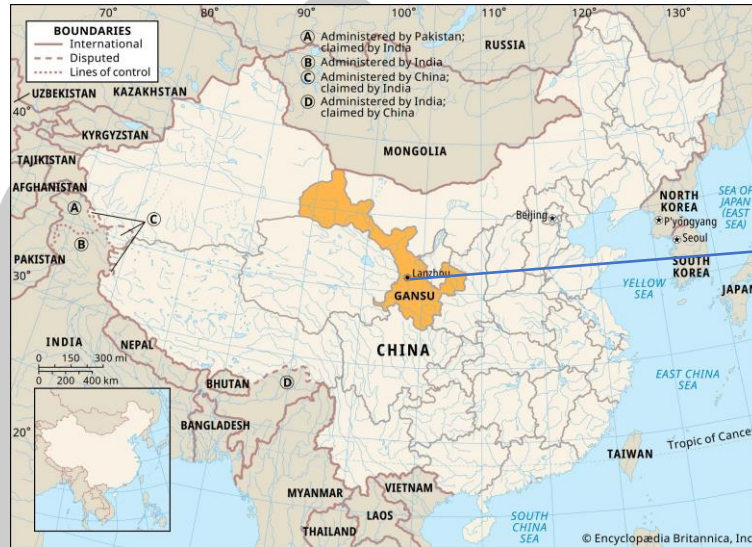 70°
80°
90°
100°
110°
120°
130°
BOUNDARIES
International
Disputed
Lines of control
A Administered by Pakistan;
claimed by India
B Administered by India
C Administered by China;
claimed by India
D Administered by India;
claimed by China
RUSSIA
UZBEKISTAN
KAZAKHSTAN
40°
KYRGYZSTAN
MONGOLIA
TAJIKISTAN
AFGHANISTAN
NORTH
KOREA
SEA OF
JAPAN
(EAST
SEA)
A
C
Beijing
P'yŏngyang
B
Seoul
PAKISTAN
SOUTH
KOREA
30°
Lanzhou
GANSU
YELLOW
SEA
JAPAN
INDIA
NEPAL
CHINA
0 150 300 mi
0 200 400 km
EAST CHINA
SEA
BHUTAN
D
BANGLADESH
20°
Tropic of Cance
TAIWAN
MYANMAR
VIETNAM
LAOS
THAILAND
SOUTH
CHINA
SEA
© Encyclopædia Britannica, Inc